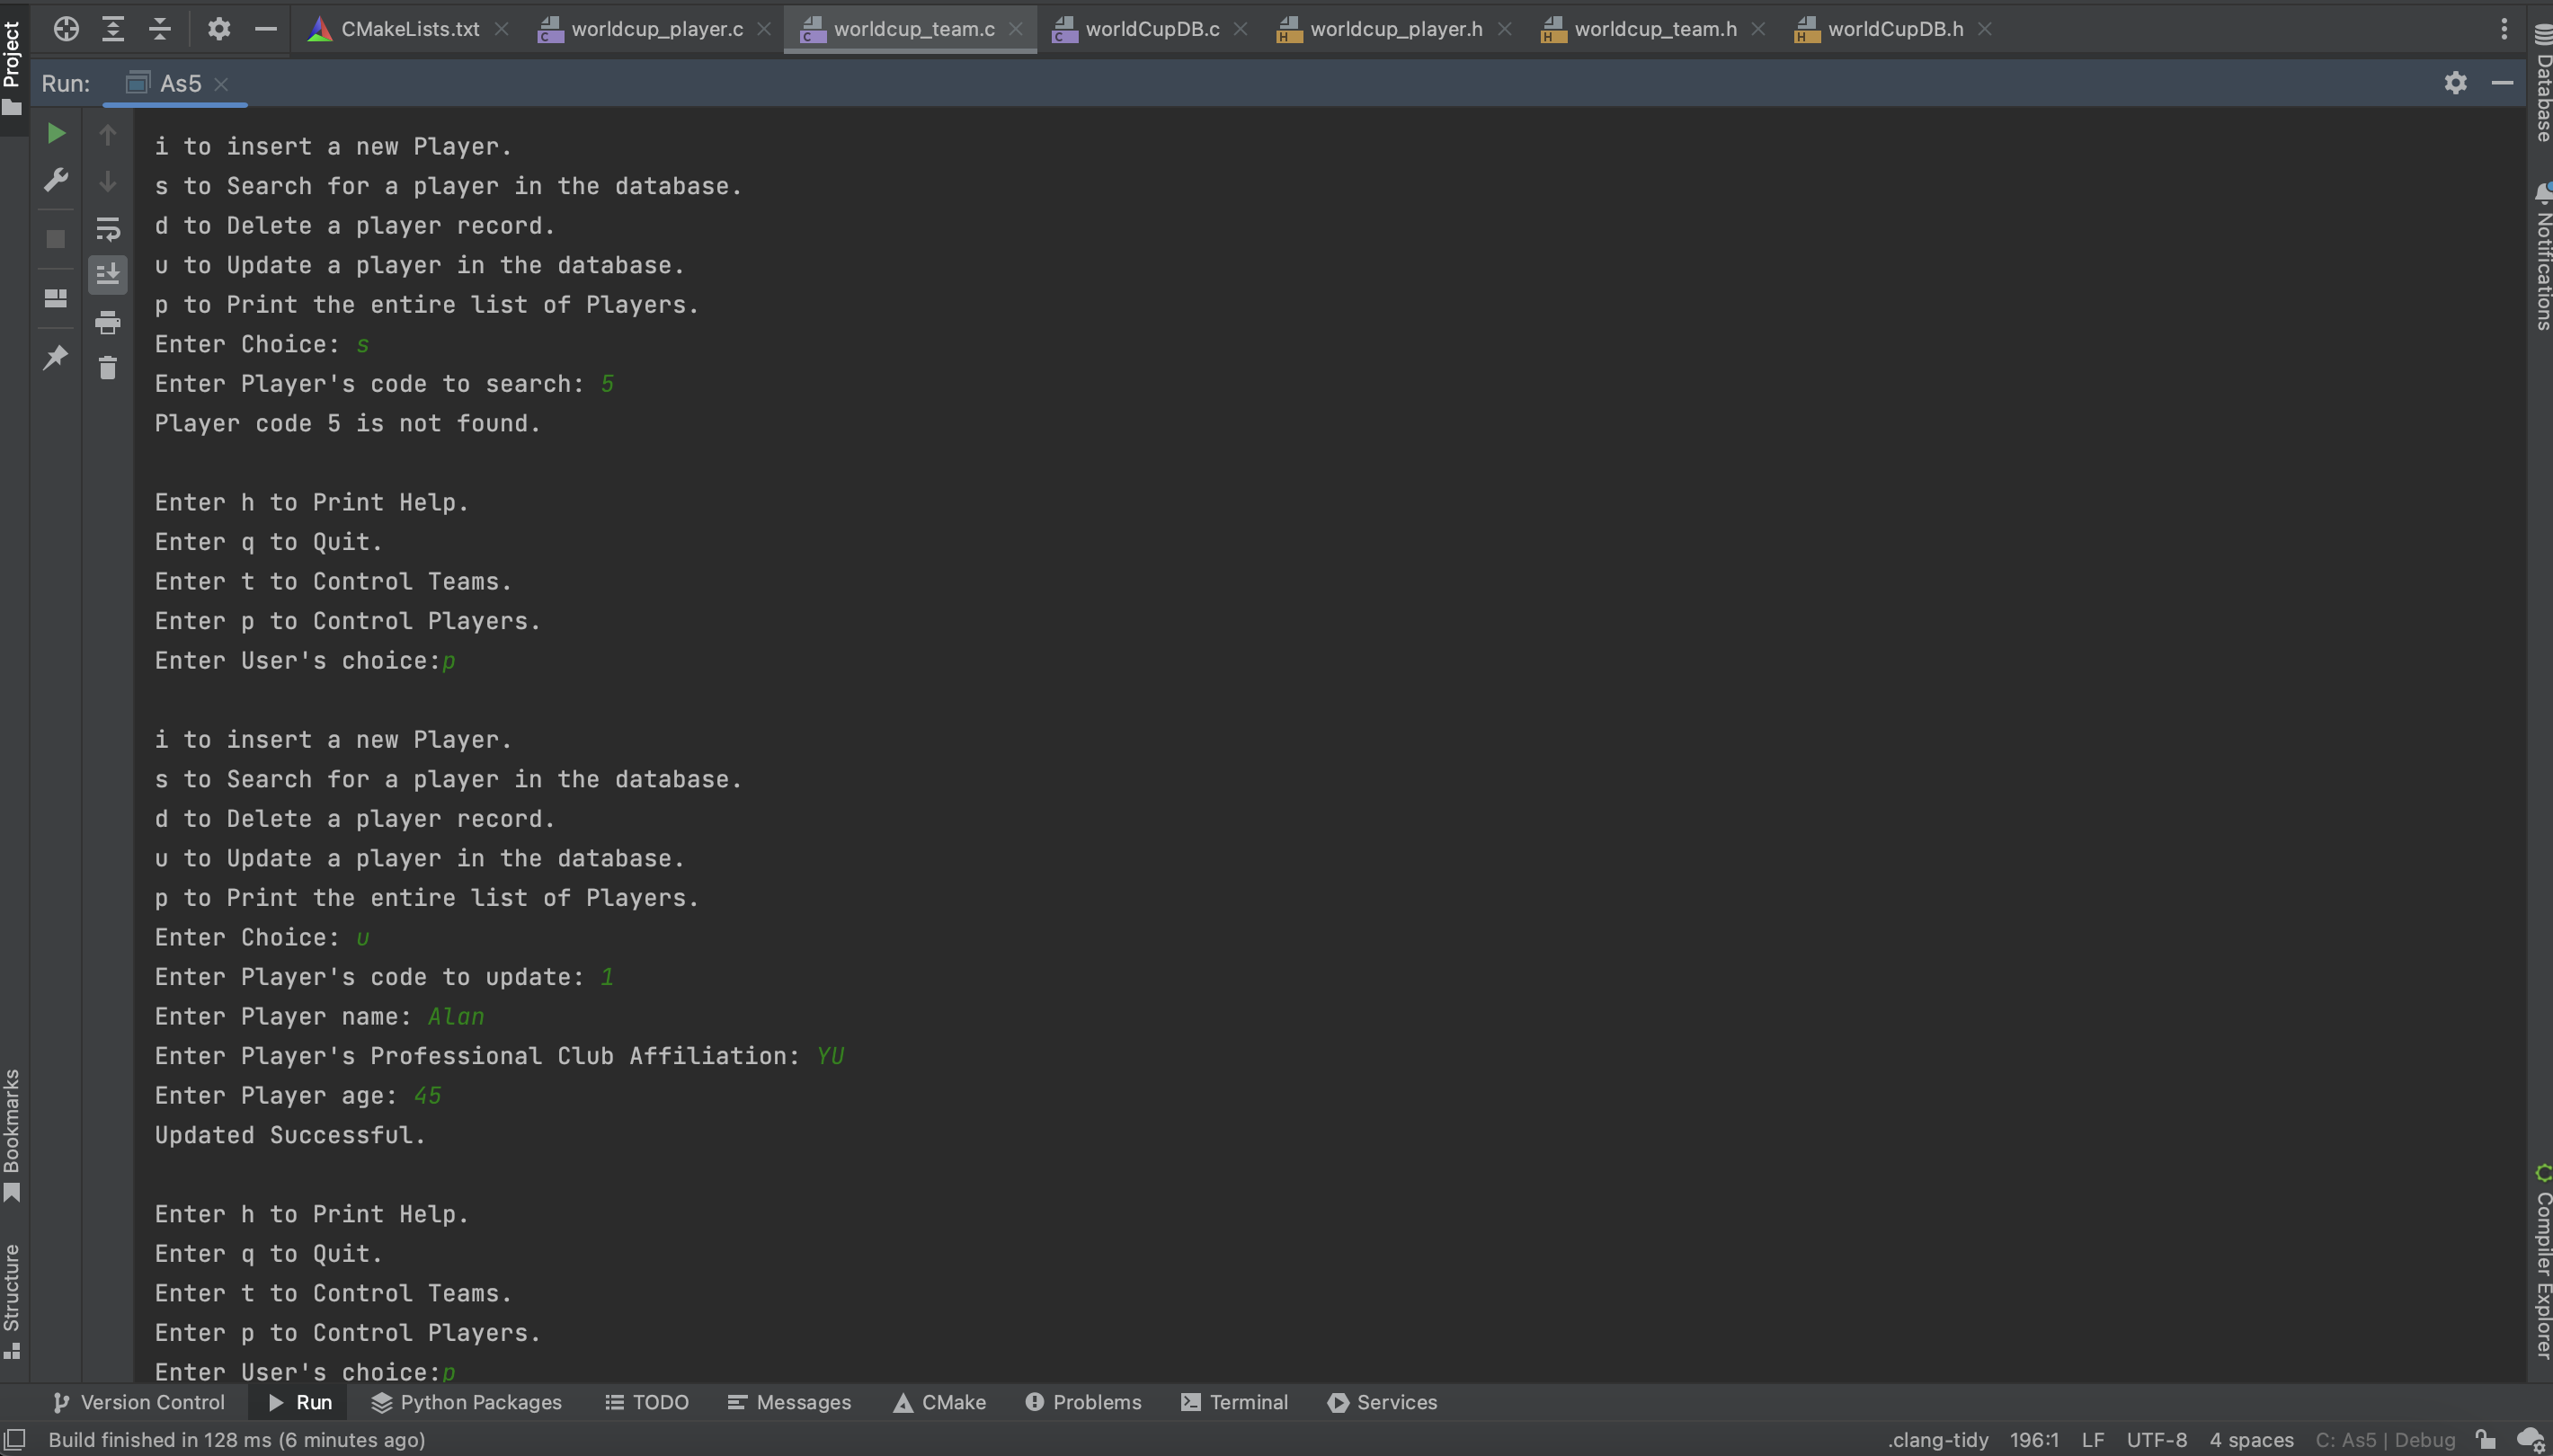 Project
CMakeLists.txt
worldcup_player.c
worldcup_team.c
worldCupDB.c
worldcup_player.h
worldcup_team.h
worldCupDB.h
Run:
As5
i to insert a new Player.
s to Search for a player in the database.
d to Delete a player record.
u to Update a player in the database.
p to Print the entire list of Players.
Enter Choice: s
Enter Player's code to search: 5
Player code 5 is not found.
Enter h to Print Help.
Enter q to Quit.
Enter t to Control Teams.
Enter p to Control Players.
Enter User's choice:p
i to insert a new Player.
s to Search for a player in the database.
d to Delete a player record.
u to Update a player in the database.
p to Print the entire list of Players.
Enter Choice: u
Enter Player's code to update: 1
Enter Player name: Alan
Enter Player's Professional Club Affiliation: YU
Enter Player age: 45
Updated Successful.
Enter h to Print Help.
Enter q to Quit.
Enter t to Control Teams.
Enter p to Control Players.
Enter User's choice:p
Bookmarks
Structure
Database
Notifications
Compiler Explorer
Version Control
Run
Python Packages
TODO
Messages
CMake
Problems
Terminal
Services
Build finished in 128 ms (6 minutes ago)
.clang-tidy
196:1
LF
UTF-8
4 spaces
C: As5 | Debug